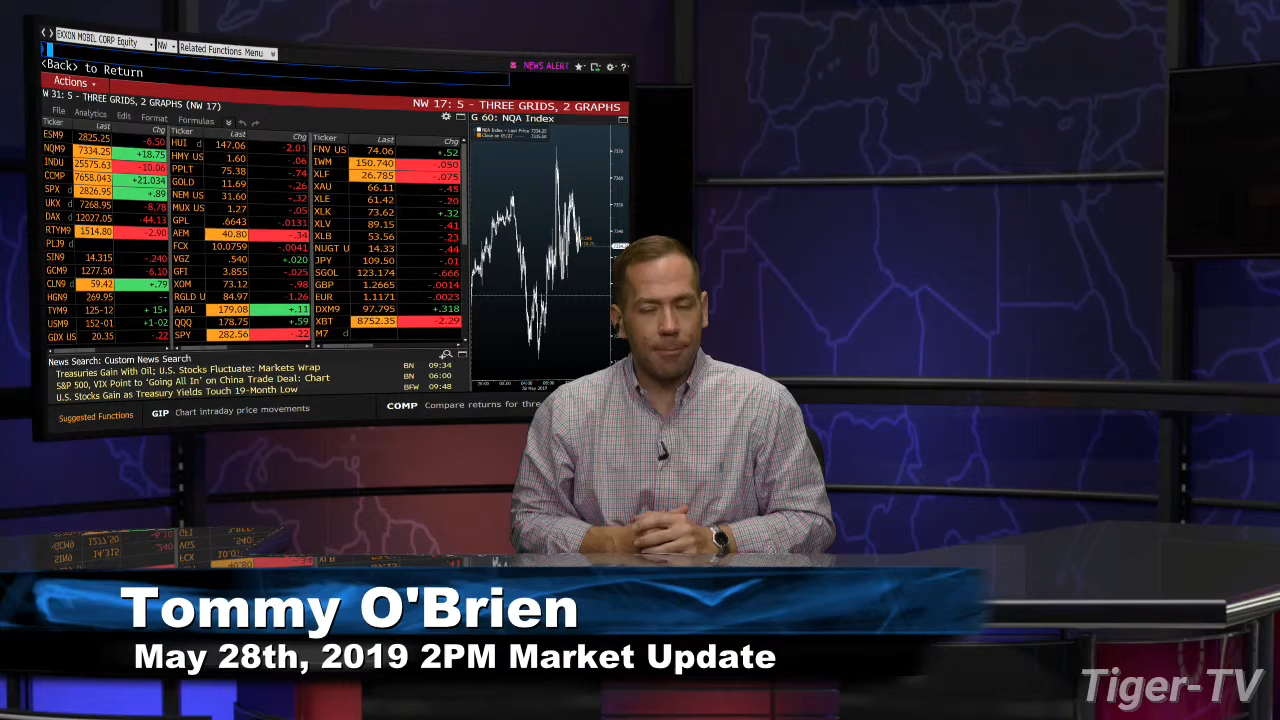 EXXON MOBIL CORP Equity NW Related Functions Menu
NEWS ALERT
<Back> to Return
Actions
W 31: 5 - THREE GRIDS, 2 GRAPHS (NW 17) NW 17: 5 - THREE GRIDS, 2 GRAPHS
File Analytics Edit Format Formulas G 60: NQA Index
Ticker Last Chg Ticker Last Chg Ticker Last Chg
ESM9 2825.25 -6.50 HUI d 147.06 -2.01 FNV US 74.06 +.52
NQM9 7334.25 +18.75 HMY US 1.60 -.06 IWM 150.740 -.050
INDU 25575.63 -10.06 PPLT 75.38 -.74 XLF 26.785 -.075
CCMP 7658.043 +21.034 GOLD 11.69 -.26 XAU 66.11 -.45
SPX d 2826.95 +.89 NEM US 31.60 -.32 XLE 61.42 -.20
UKX 7268.95 -8.78 MUX US 1.27 -.05 XLK 73.62 +.32
DAX d 12027.05 -44.13 GPL .6643 -.0131 XLV 89.15 -.41
RTYM9 1514.80 -2.90 AEM 40.80 -.34 XLB 53.56 -.23
PLJ9 d FCX 10.0759 -.0041 NUGT U 14.33 -.44
SIN9 14.315 -.240 VGZ .540 +.020 JPY 109.50 -.01
GCM9 1277.50 -6.10 GFI 3.855 -.025 SGOL 123.174 -.666
CLN9 d 59.42 +.79 XOM 73.12 -.98 GBP 1.2665 -.0014
HGN9 269.95 -- RGLD U 84.97 -1.26 EUR 1.1171 -.0023
TYM9 125-12 + 15+ AAPL 179.08 +.11 DXM9 97.795 +.318
USM9 152-01 +1-02 QQQ 178.75 +.59 XBT 8752.35 -2.29
GDX US 20.35 -.22 SPY 282.56 -.22 M7 d
News Search: Custom News Search
Treasuries Gain With Oil; U.S. Stocks Fluctuate: Markets Wrap BN 09:34
S&P 500, VIX Point to 'Going All In' on China Trade Deal: Chart BN 06:00
U.S. Stocks Gain as Treasury Yields Touch 19-Month Low BFW 09:48
Suggested Functions GIP Chart intraday price movements COMP Compare returns for thre
Tommy O'Brien
May 28th, 2019 2PM Market Update
Tiger-TV